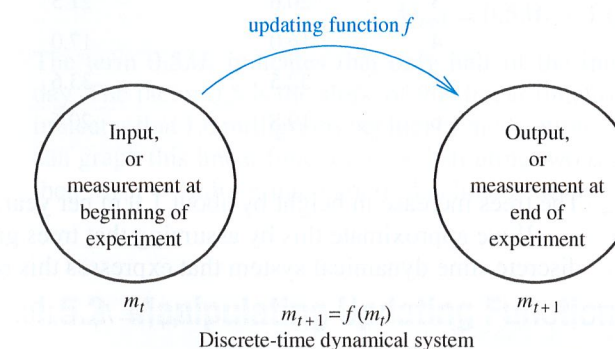 updating function f
Input,
or
measurement at
beginning of
experiment
Output,
or
measurement at
end of
experiment
m_t
m_{t+1}
m_{t+1} = f(m_t)
Discrete-time dynamical system